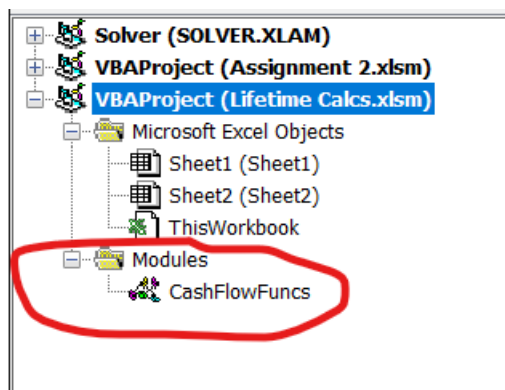 Solver (SOLVER.XLAM)
VBAProject (Assignment 2.xlsm)
VBAProject (Lifetime Calcs.xlsm)
Microsoft Excel Objects
Sheet1 (Sheet1)
Sheet2 (Sheet2)
ThisWorkbook
Modules
CashFlowFuncs